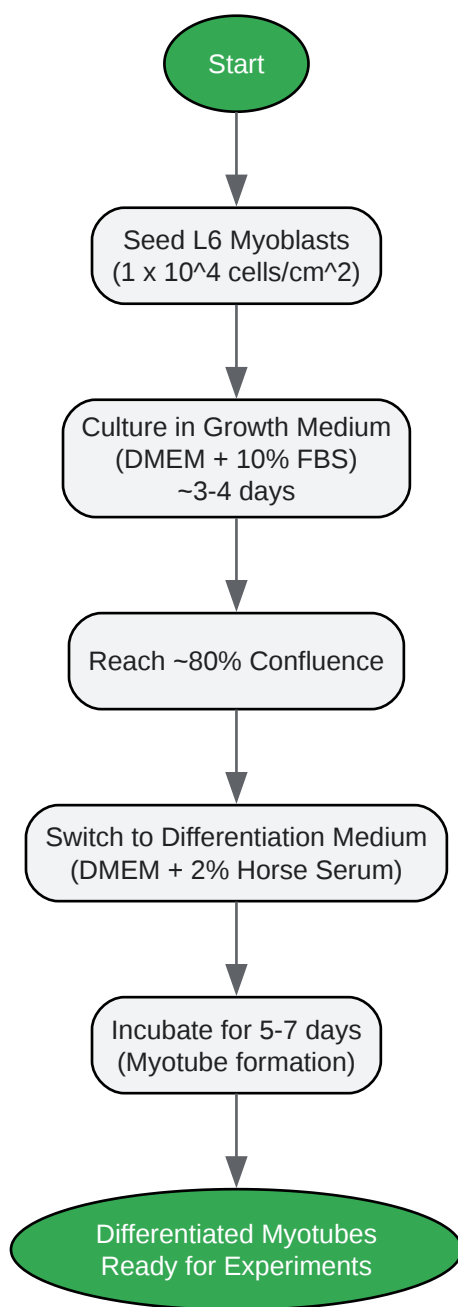 Start
Seed L6 Myoblasts
(1 x 10^4 cells/cm^2)
Culture in Growth Medium
(DMEM + 10% FBS)
~3-4 days
Reach ~80% Confluence
Switch to Differentiation Medium
(DMEM + 2% Horse Serum)
Incubate for 5-7 days
(Myotube formation)
Differentiated Myotubes
Ready for Experiments